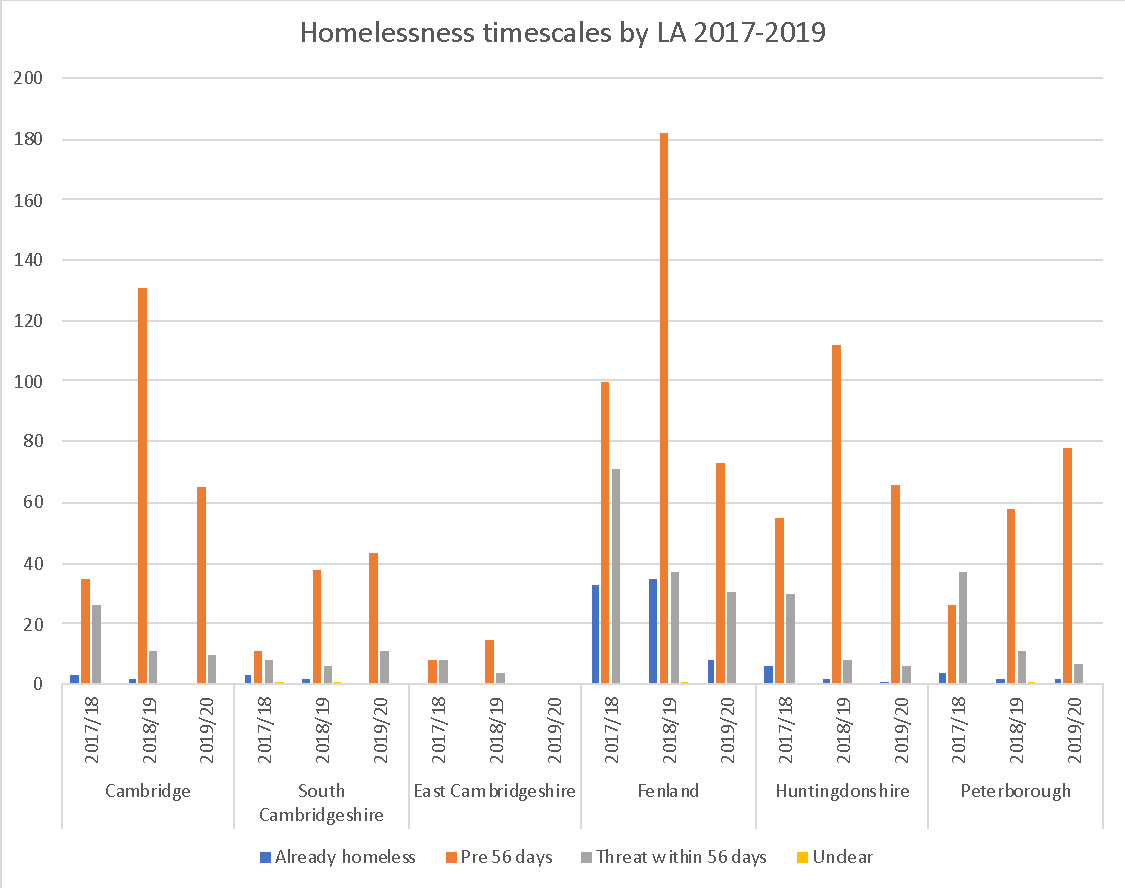 Homelessness timescales by LA 2017-2019
200
180
160
140
120
100
80
60
40
20
0
2017/18
2018/19
2019/20
2017/18
2018/19
2019/20
2017/18
2018/19
2019/20
2017/18
2018/19
2019/20
2017/18
2018/19
2019/20
2017/18
2018/19
2019/20
Cambridge
South
Cambridgeshire
East Cambridgeshire
Fenland
Huntingdonshire
Peterborough
Already homeless
Pre 56 days
Threat within 56 days
Unclear